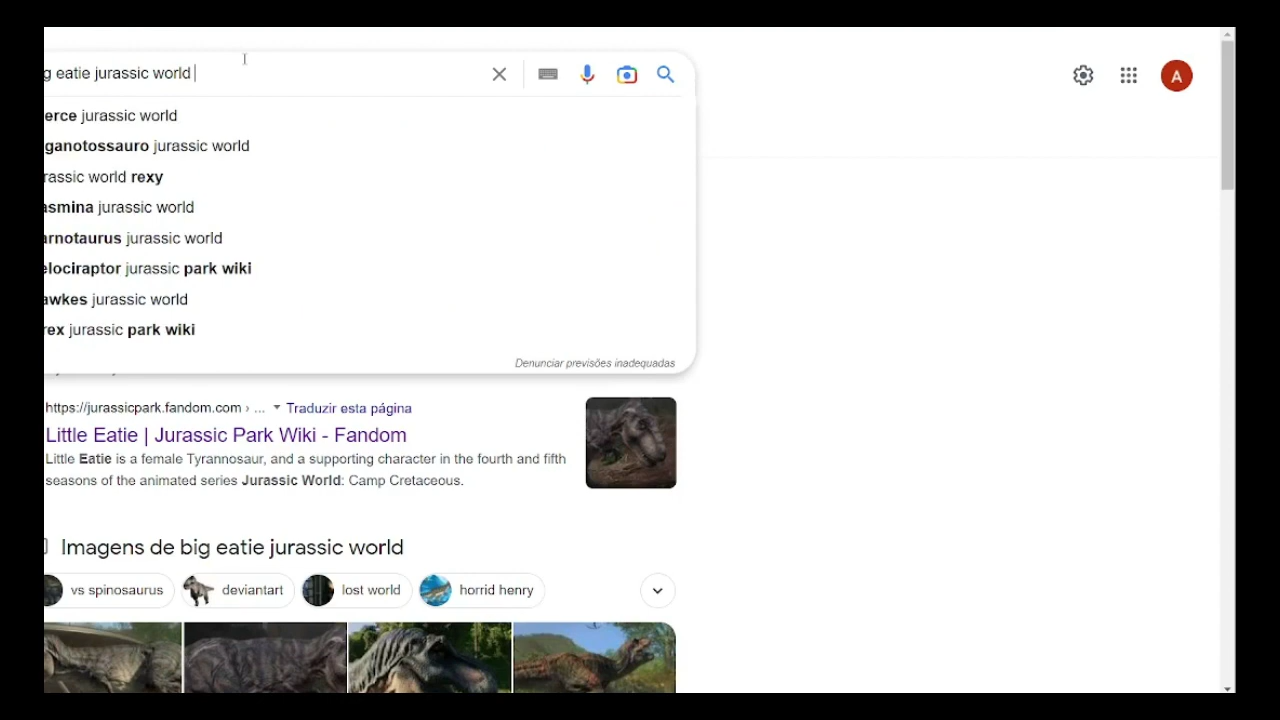 g eatie jurassic world
erce jurassic world
ganotossauro jurassic world
rassic world rexy
asmina jurassic world
arnotaurus jurassic world
elociraptor jurassic park wiki
awkes jurassic world
rex jurassic park wiki
Denunciar previsões inadequadas
https://jurassicpark.fandom.com › ... Traduzir esta página
Little Eatie | Jurassic Park Wiki - Fandom
Little Eatie is a female Tyrannosaur, and a supporting character in the fourth and fifth
seasons of the animated series Jurassic World: Camp Cretaceous.
Imagens de big eatie jurassic world
vs spinosaurus deviantart lost world horrid henry
A